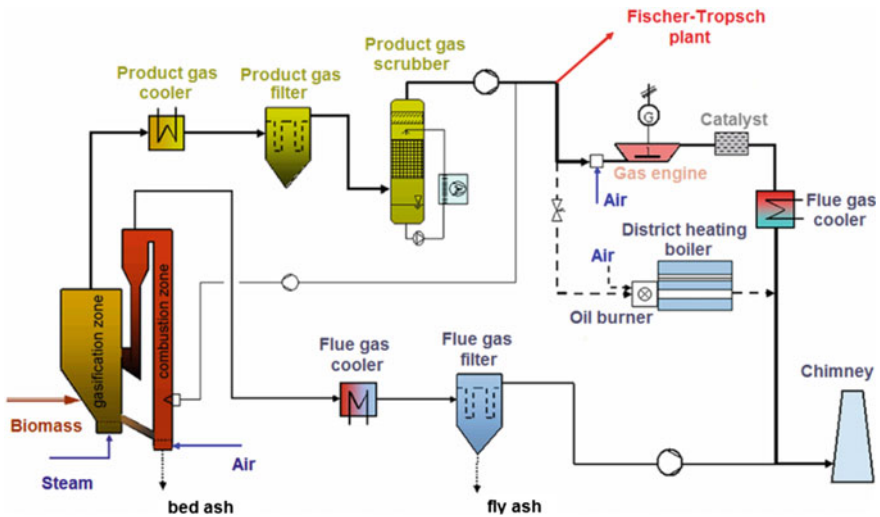 Fischer-Tropsch
plant
Product gas
scrubber
Product gas
cooler
Product gas
filter
G
Catalyst
Gas engine
Air
Flue gas
cooler
District heating
boiler
Air
Oil burner
gasification zone
combustion zone
Flue gas
cooler
Flue gas
filter
Chimney
Biomass
Steam
Air
bed ash
fly ash